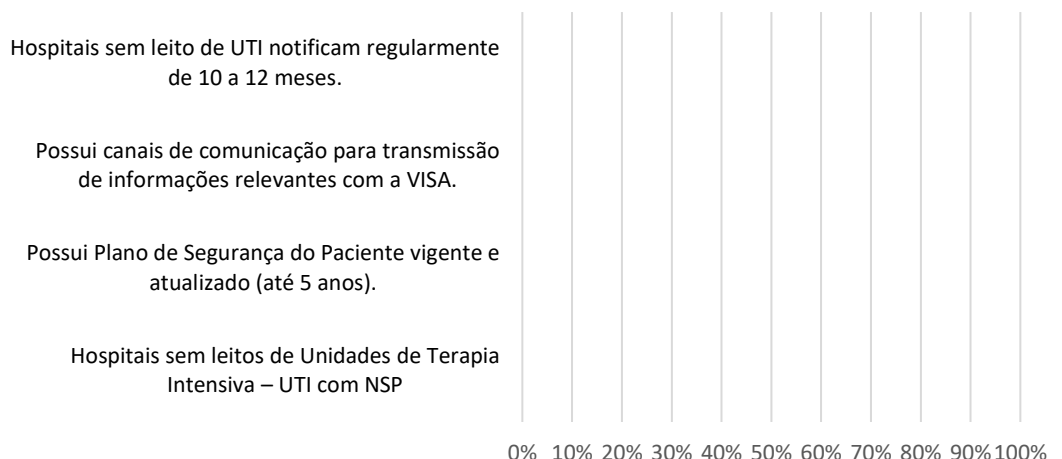 Hospitais sem leito de UTI notificam regularmente
de 10 a 12 meses.
Possui canais de comunicação para transmissão
de informações relevantes com a VISA.
Possui Plano de Segurança do Paciente vigente e
atualizado (até 5 anos).
Hospitais sem leitos de Unidades de Terapia
Intensiva – UTI com NSP
0% 10% 20% 30% 40% 50% 60% 70% 80% 90% 100%